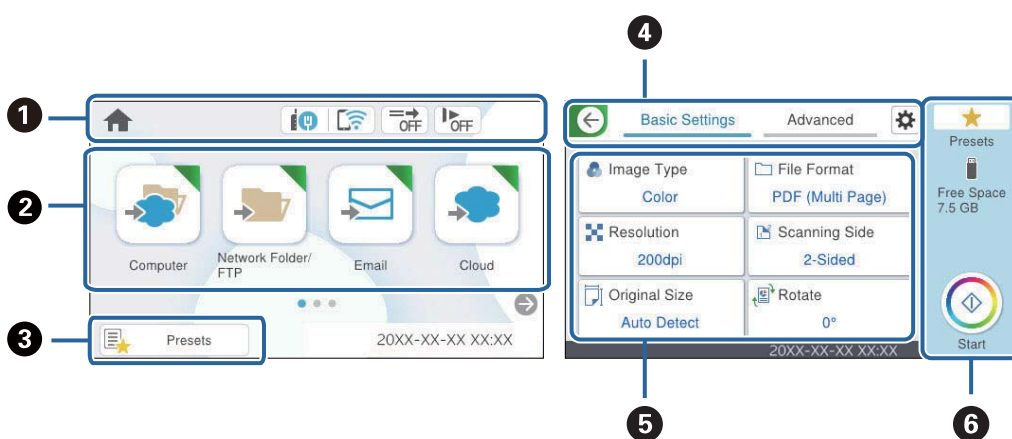 4
1
OFF
OFF
2
Computer
Network Folder/
FTP
Email
Cloud
3
Presets
20XX-XX-XX XX:XX
Basic Settings
Advanced
Image Type
Color
File Format
PDF (Multi Page)
Resolution
200dpi
Scanning Side
2-Sided
Original Size
Auto Detect
Rotate
0°
20XX-XX-XX XX:XX
Presets
Free Space
7.5 GB
Start
5
6